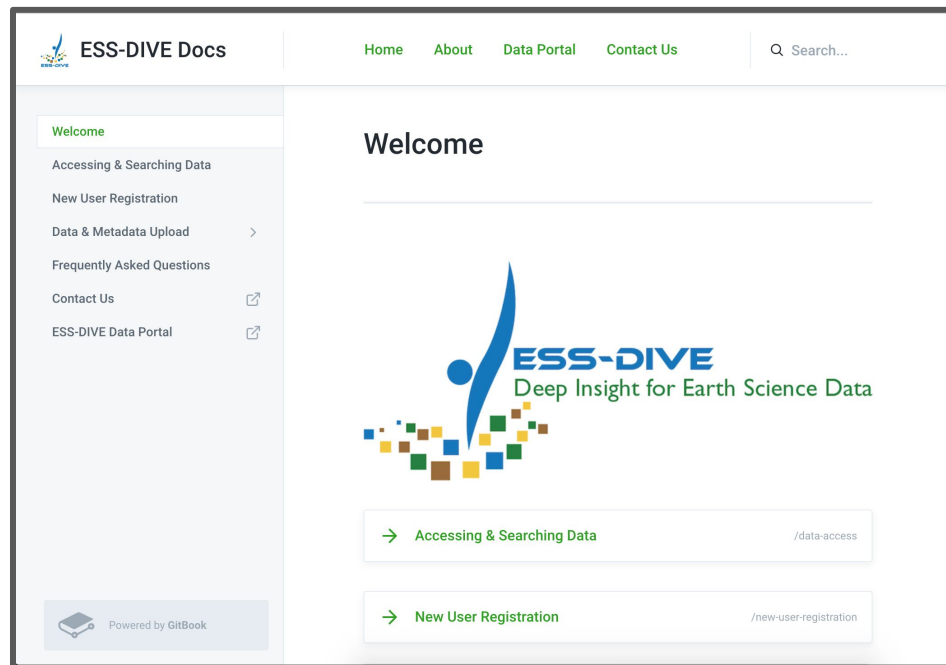 ESS-DIVE
ESS-DIVE Docs
Home About Data Portal Contact Us
Search...
Welcome
Accessing & Searching Data
New User Registration
Data & Metadata Upload
Frequently Asked Questions
Contact Us
ESS-DIVE Data Portal
Powered by GitBook
Welcome
ESS-DIVE
Deep Insight for Earth Science Data
Accessing & Searching Data /data-access
New User Registration /new-user-registration